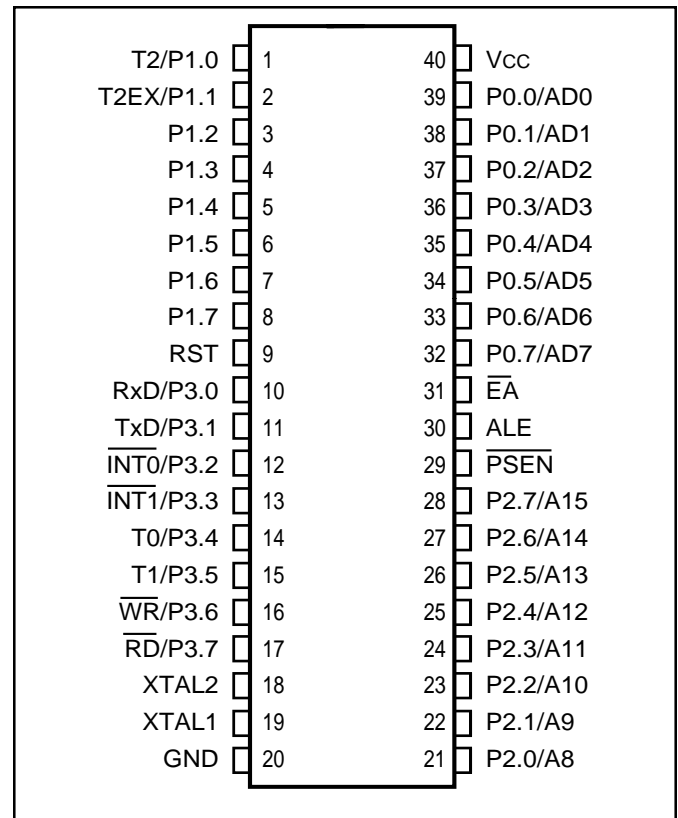 T2/P1.0 1 40 Vcc
T2EX/P1.1 2 39 P0.0/AD0
P1.2 3 38 P0.1/AD1
P1.3 4 37 P0.2/AD2
P1.4 5 36 P0.3/AD3
P1.5 6 35 P0.4/AD4
P1.6 7 34 P0.5/AD5
P1.7 8 33 P0.6/AD6
RST 9 32 P0.7/AD7
RxD/P3.0 10 31 E̅A̅
TxD/P3.1 11 30 ALE
I̅N̅T̅0̅/P3.2 12 29 P̅S̅E̅N̅
I̅N̅T̅1̅/P3.3 13 28 P2.7/A15
T0/P3.4 14 27 P2.6/A14
T1/P3.5 15 26 P2.5/A13
W̅R̅/P3.6 16 25 P2.4/A12
R̅D̅/P3.7 17 24 P2.3/A11
XTAL2 18 23 P2.2/A10
XTAL1 19 22 P2.1/A9
GND 20 21 P2.0/A8